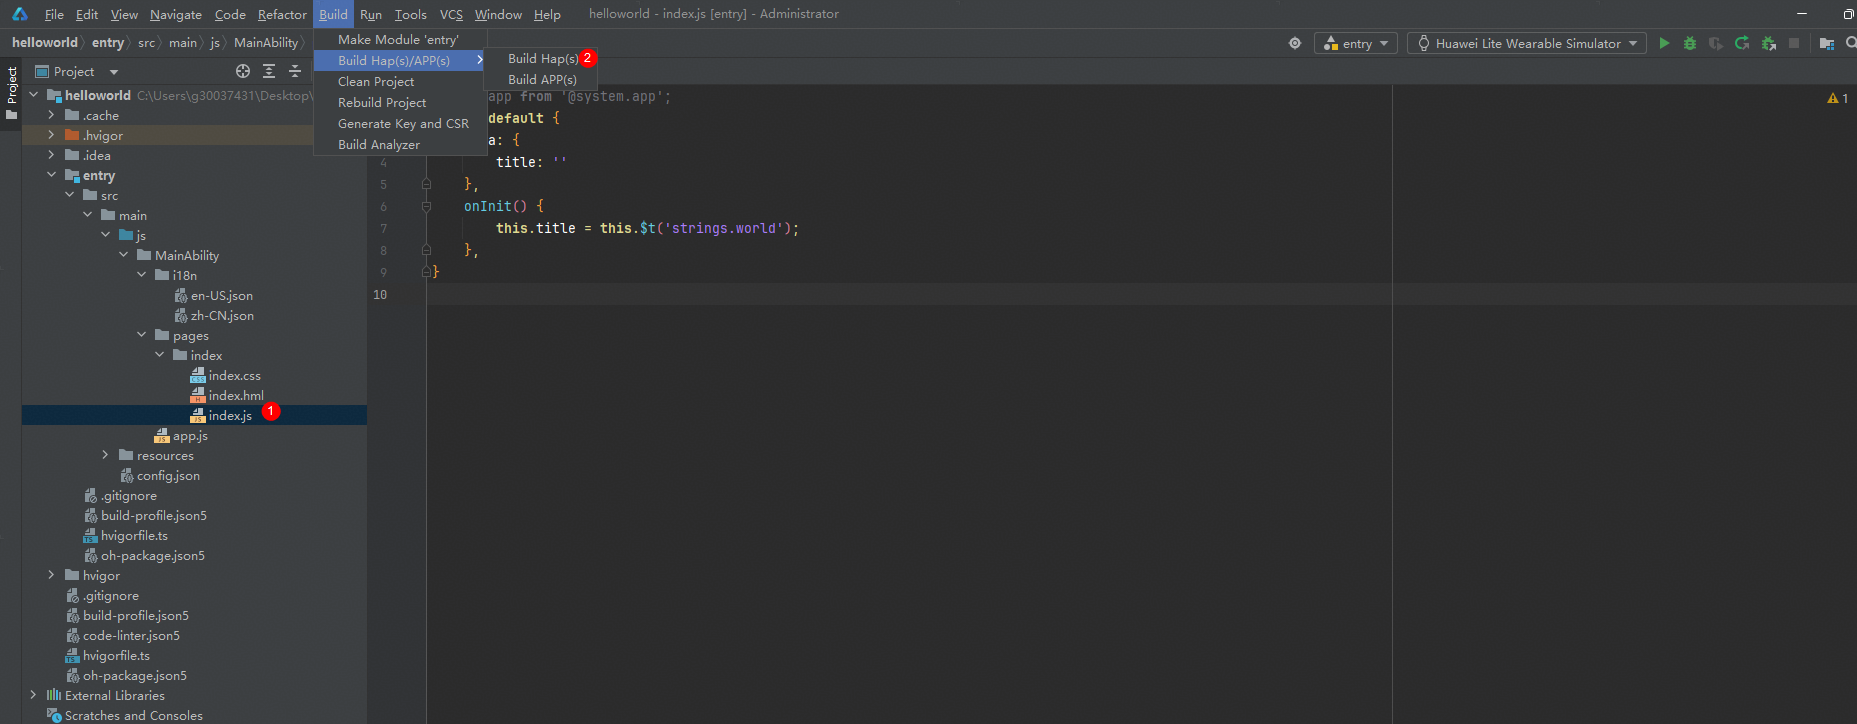 File Edit View Navigate Code Refactor Build Run Tools VCS Window Help helloworld - index.js [entry] - Administrator
helloworld entry src main js MainAbility entry Huawei Lite Wearable Simulator
Make Module 'entry'
Build Hap(s)/APP(s)
Clean Project
Rebuild Project
Generate Key and CSR
Build Analyzer
Build Hap(s) 2
Build APP(s)
Project
Project
helloworld C:\Users\g30037431\Desktop\
.cache
.hvigor
.idea
entry
src
main
js
MainAbility
i18n
en-US.json
zh-CN.json
pages
index
index.css
index.hml
index.js 1
app.js
resources
config.json
.gitignore
build-profile.json5
hvigorfile.ts
oh-package.json5
hvigor
.gitignore
build-profile.json5
code-linter.json5
hvigorfile.ts
oh-package.json5
External Libraries
Scratches and Consoles
app from '@system.app';
default {
a: {
4 title: ''
5 },
6 onInit() {
7 this.title = this.$t('strings.world');
8 },
9 }
10
1